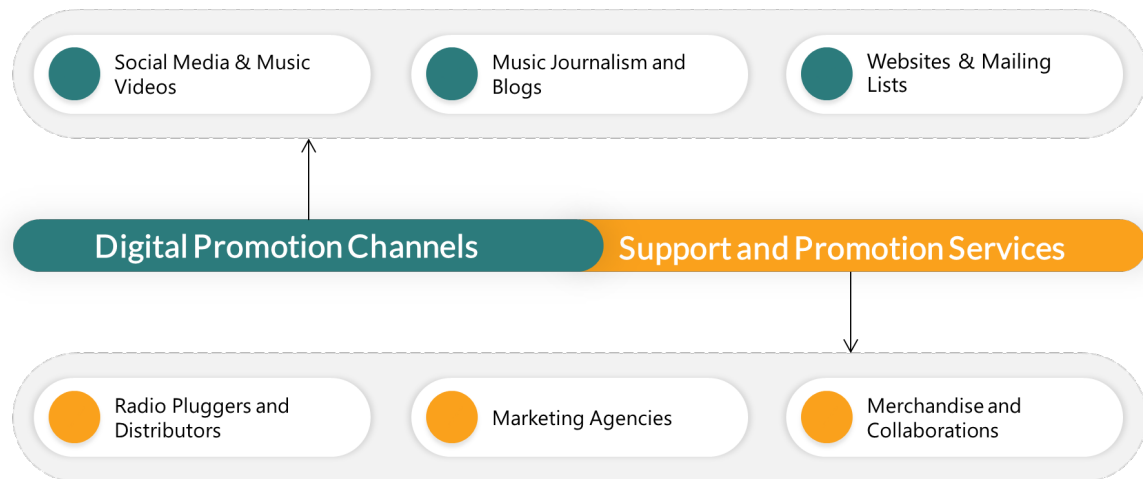 Social Media & Music
Videos
Music Journalism and
Blogs
Websites & Mailing
Lists
Digital Promotion Channels
Support and Promotion Services
Radio Pluggers and
Distributors
Marketing Agencies
Merchandise and
Collaborations